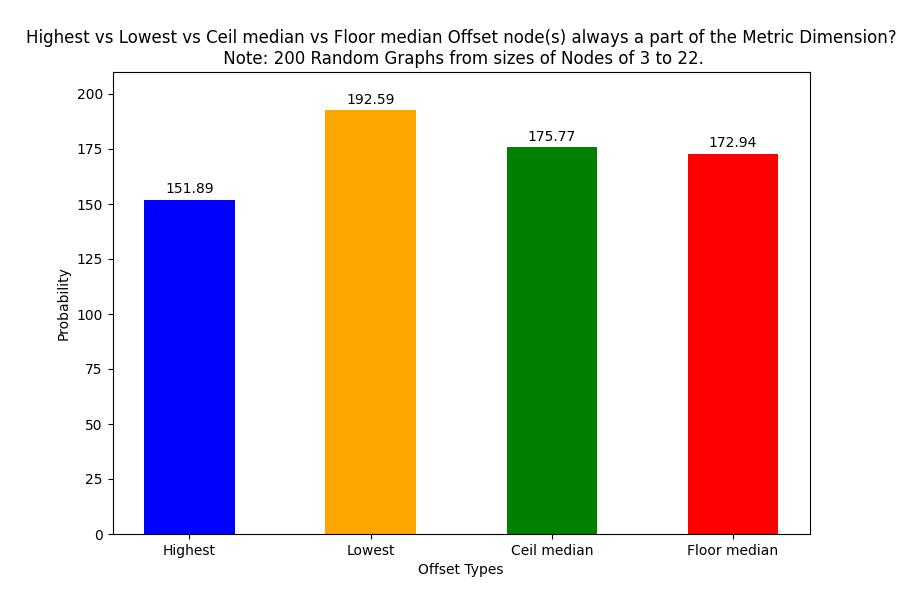 Highest vs Lowest vs Ceil median vs Floor median Offset node(s) always a part of the Metric Dimension?
Note: 200 Random Graphs from sizes of Nodes of 3 to 22.
200
175
150
125
100
75
50
25
0
Probability
151.89
192.59
175.77
172.94
Highest
Lowest
Ceil median
Floor median
Offset Types